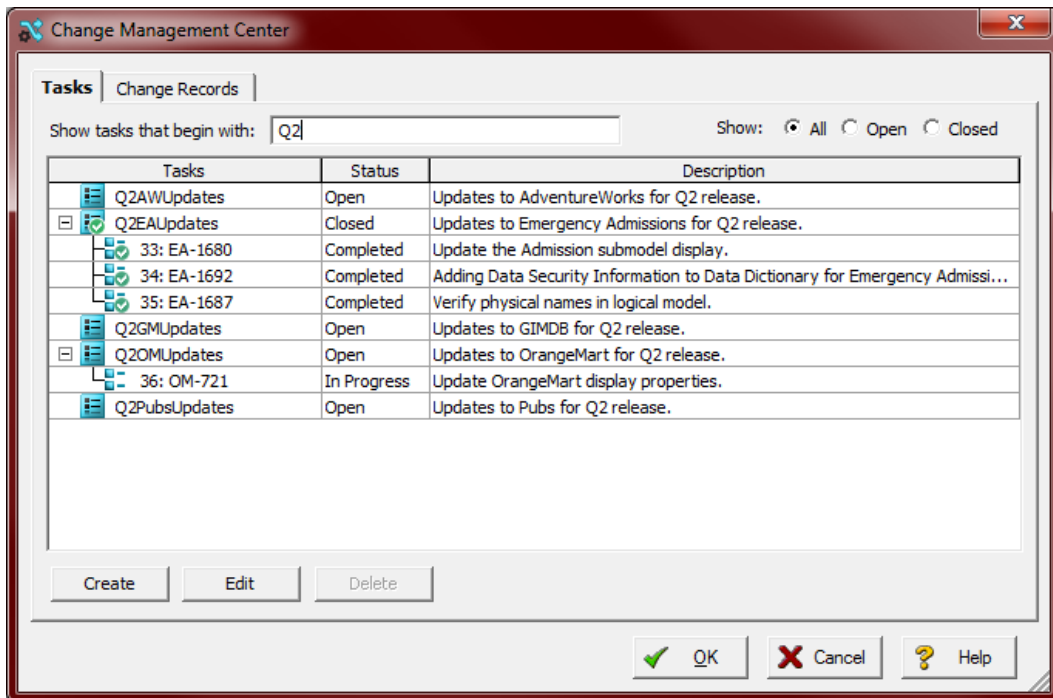 Change Management Center
Tasks Change Records
Show tasks that begin with: Q2 Show: All Open Closed
Tasks Status Description
Q2AWUpdates Open Updates to AdventureWorks for Q2 release.
Q2EAUpdates Closed Updates to Emergency Admissions for Q2 release.
33: EA-1680 Completed Update the Admission submodel display.
34: EA-1692 Completed Adding Data Security Information to Data Dictionary for Emergency Admissi...
35: EA-1687 Completed Verify physical names in logical model.
Q2GMUpdates Open Updates to GIMDB for Q2 release.
Q2OMUpdates Open Updates to OrangeMart for Q2 release.
36: OM-721 In Progress Update OrangeMart display properties.
Q2PubsUpdates Open Updates to Pubs for Q2 release.
Create Edit Delete
OK Cancel Help